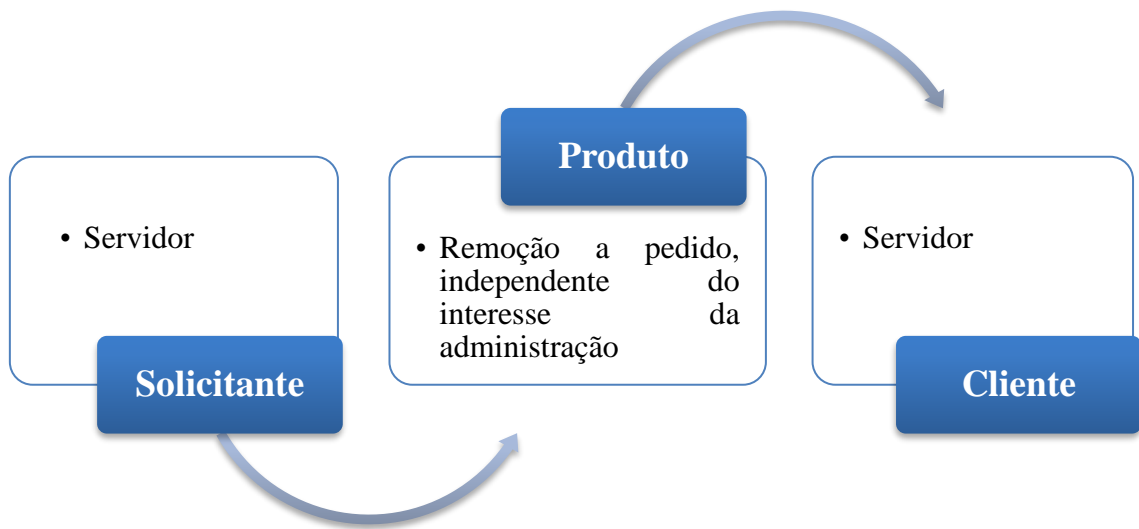 • Servidor
Solicitante
Produto
• Remoção a pedido,
independente do
interesse da
administração
• Servidor
Cliente